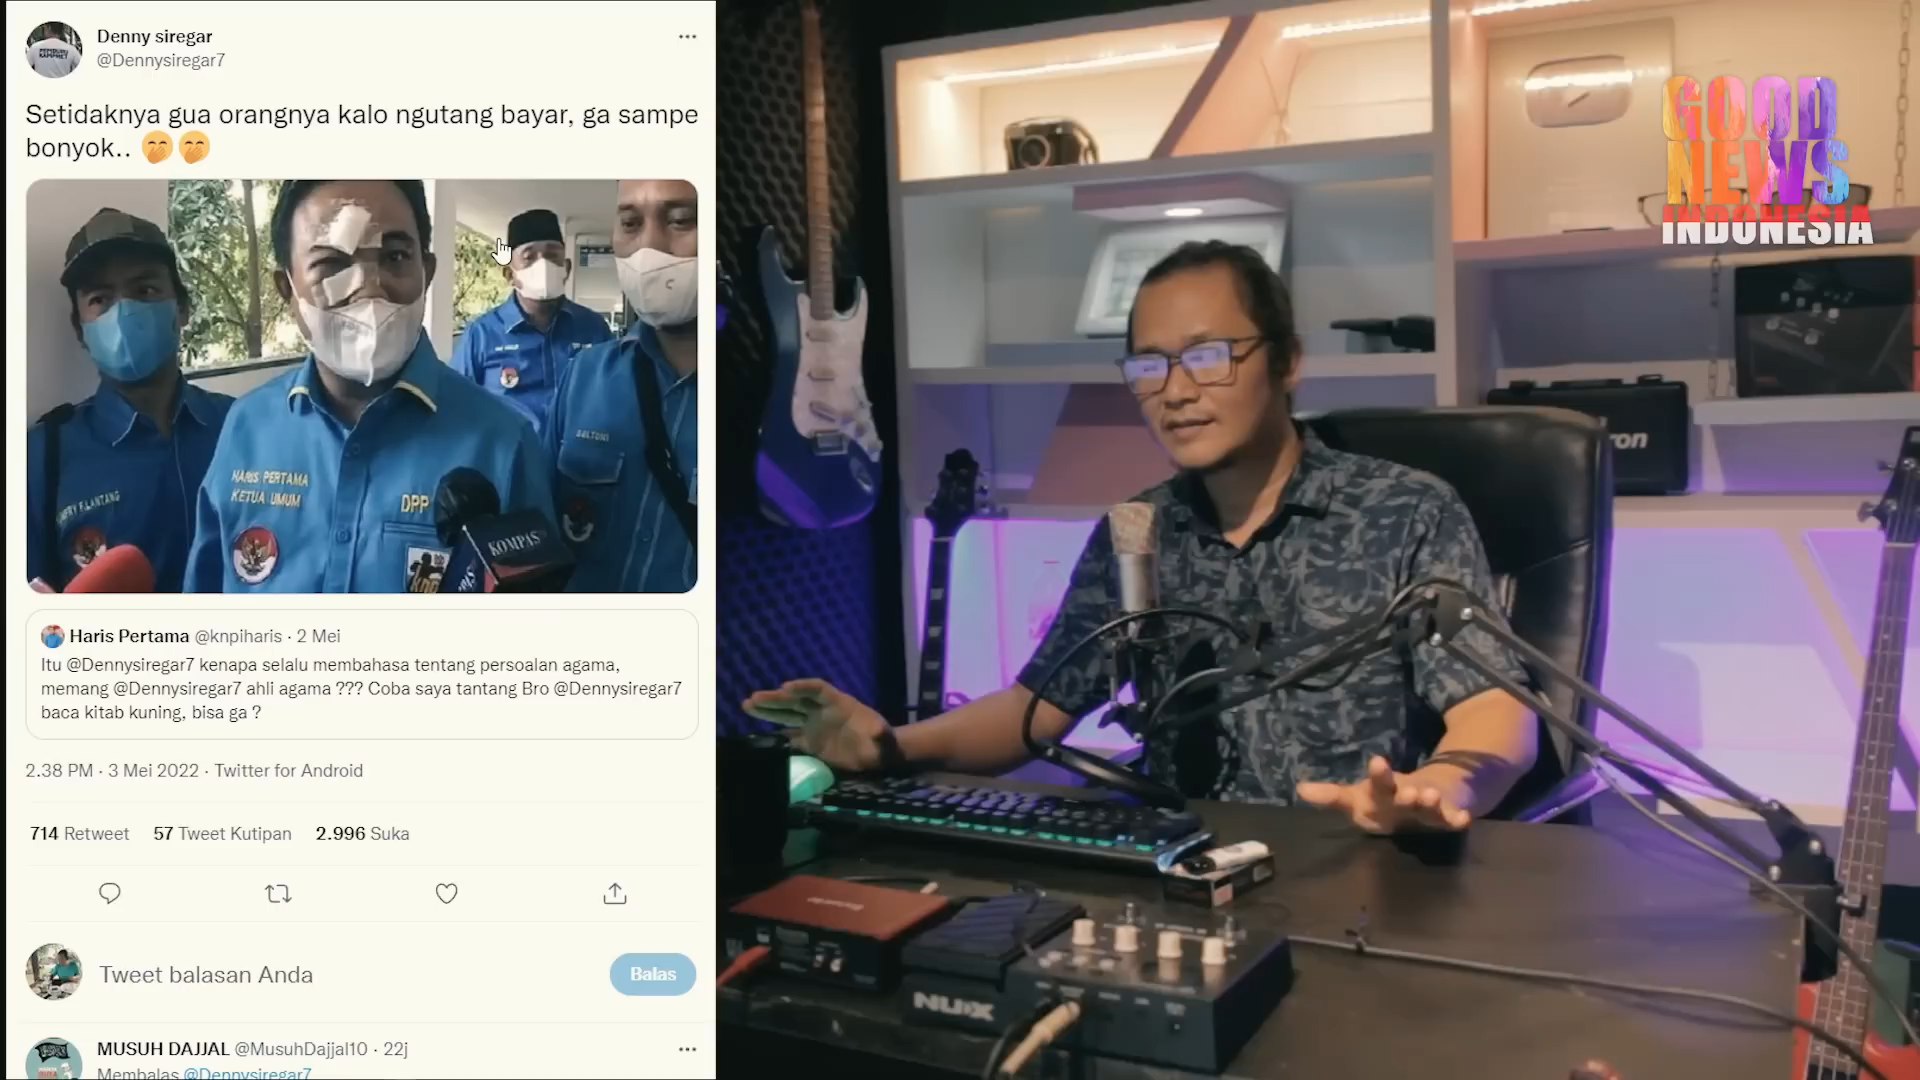 Denny siregar
@Dennysiregar7
Setidaknya gua orangnya kalo ngutang bayar, ga sampe
bonyok.. 🤭🤭
HARIS PERTAMA
KETUA UMUM
DPP
KOMPAS
Haris Pertama @knpiharis · 2 Mei
Itu @Dennysiregar7 kenapa selalu membahasa tentang persoalan agama,
memang @Dennysiregar7 ahli agama ??? Coba saya tantang Bro @Dennysiregar7
baca kitab kuning, bisa ga ?
2.38 PM · 3 Mei 2022 · Twitter for Android
714 Retweet 57 Tweet Kutipan 2.996 Suka
Tweet balasan Anda
Balas
MUSUH DAJJAL @MusuhDajjal10 · 22j
Membalas @Dennysiregar7
GOOD
NEWS
INDONESIA
NUX